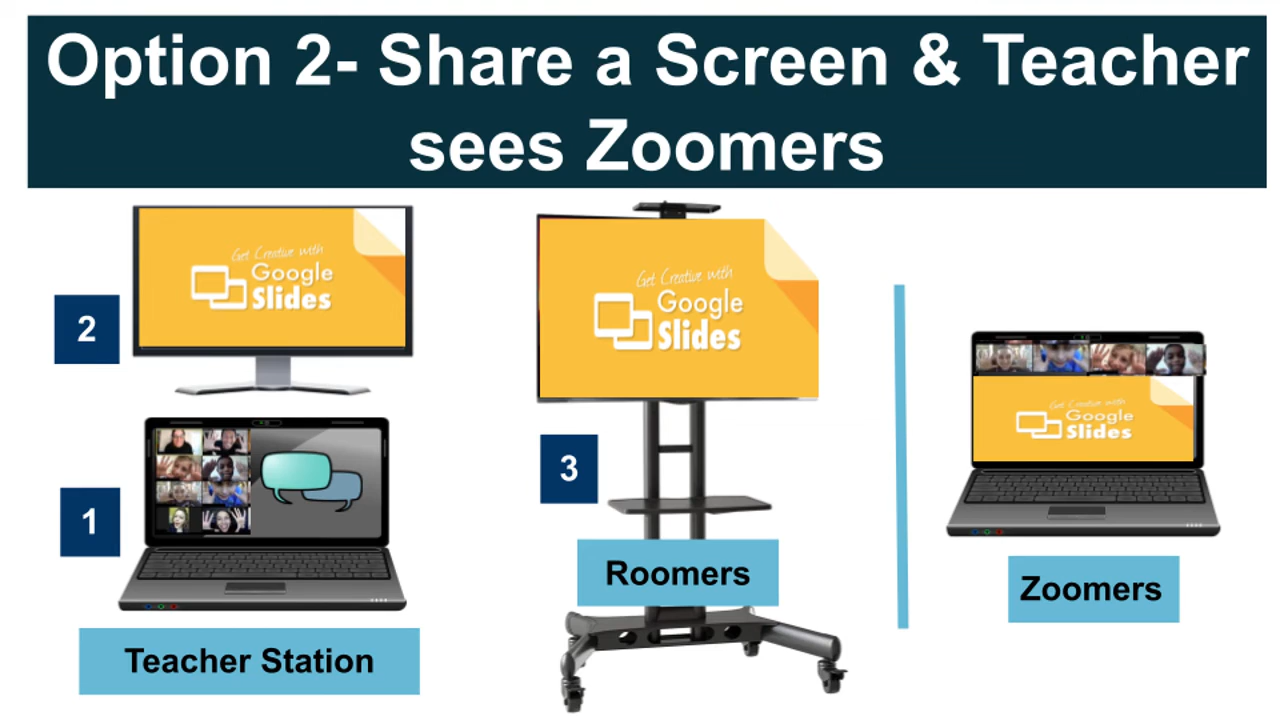 Option 2- Share a Screen & Teacher
sees Zoomers
2
Get Creative with
Google
Slides
1
Teacher Station
Get Creative with
Google
Slides
3
Roomers
Get Creative with
Google
Slides
Zoomers